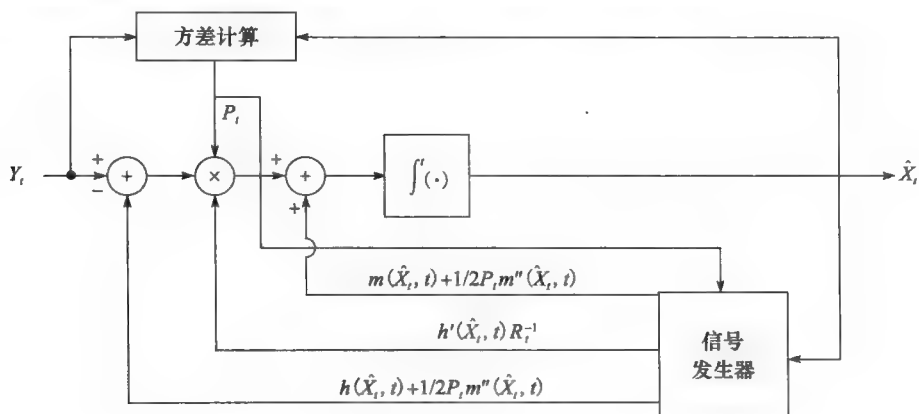 方差计算
P_t
Y_t
+
−
+
×
+
+
+
∫^t(·)
X̂_t
m(X̂_t, t)+1/2P_t m″(X̂_t, t)
h′(X̂_t, t)R_t^{-1}
h(X̂_t, t)+1/2P_t m″(X̂_t, t)
信号
发生器